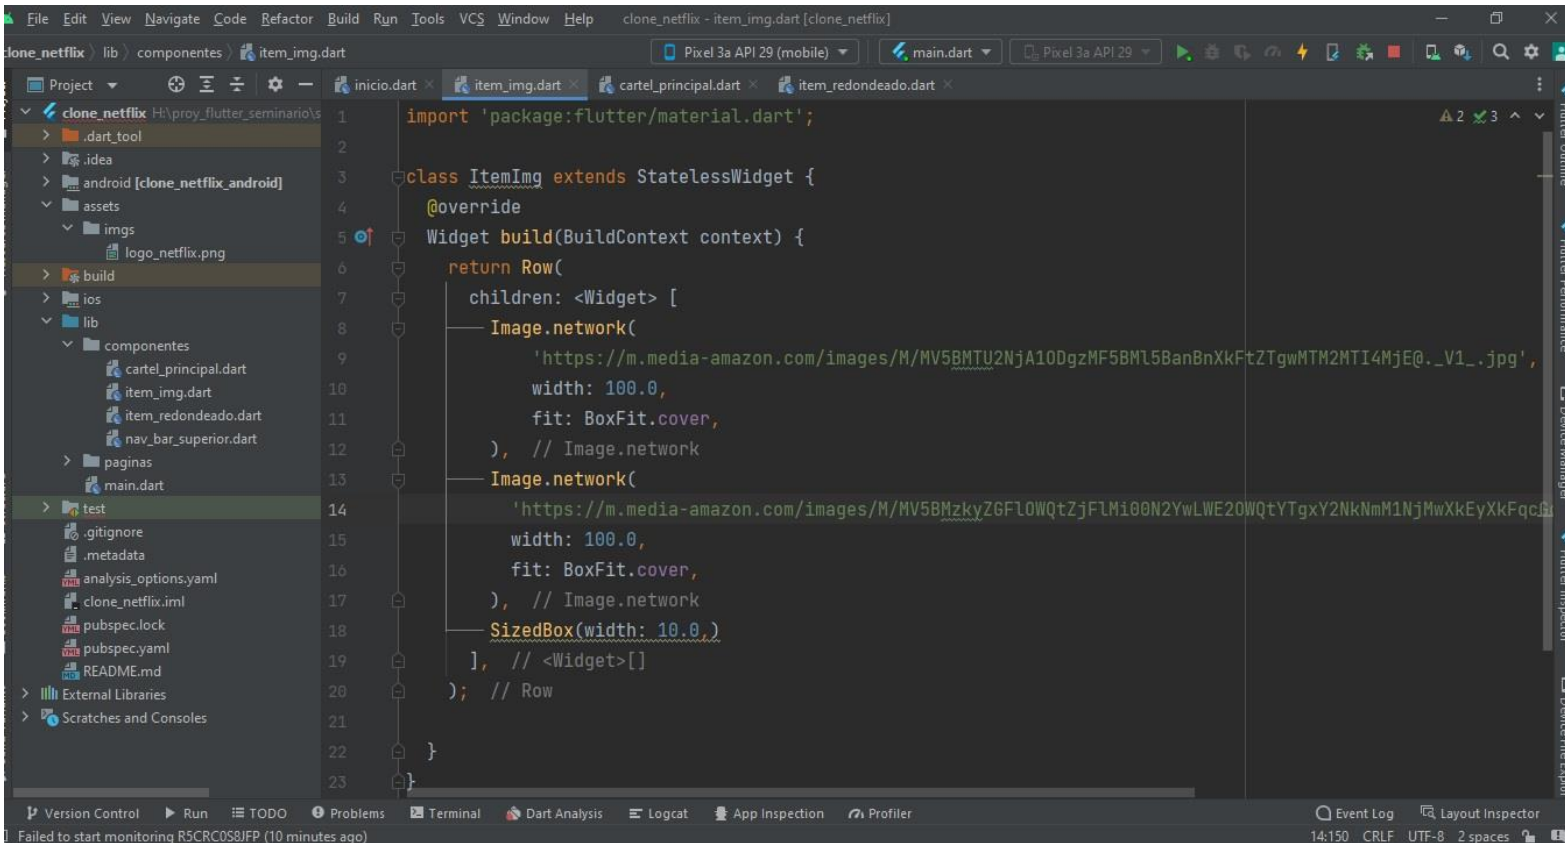 File Edit View Navigate Code Refactor Build Run Tools VCS Window Help clone_netflix - item_img.dart [clone_netflix]
clone_netflix lib componentes item_img.dart Pixel 3a API 29 (mobile) main.dart Pixel 3a API 29
Project inicio.dart item_img.dart cartel_principal.dart item_redondeado.dart
clone_netflix H:\proy_flutter_seminario\s
.dart_tool
.idea
android [clone_netflix_android]
assets
imgs
logo_netflix.png
build
ios
lib
componentes
cartel_principal.dart
item_img.dart
item_redondeado.dart
nav_bar_superior.dart
paginas
main.dart
test
.gitignore
.metadata
analysis_options.yaml
clone_netflix.iml
pubspec.lock
pubspec.yaml
README.md
External Libraries
Scratches and Consoles
1 import 'package:flutter/material.dart';
2
3 class ItemImg extends StatelessWidget {
4 @override
5 Widget build(BuildContext context) {
6 return Row(
7 children: <Widget> [
8 Image.network(
9 'https://m.media-amazon.com/images/M/MV5BMTU2NjA1ODgzMF5BMl5BanBnXkFtZTgwMTM2MTI4MjE@._V1_.jpg',
10 width: 100.0,
11 fit: BoxFit.cover,
12 ), // Image.network
13 Image.network(
14 'https://m.media-amazon.com/images/M/MV5BMzkyZGFlOWQtZjFlMi00N2YwLWE2OWQtYTgxY2NkNmM1NjMwXkEyXkFqcG
15 width: 100.0,
16 fit: BoxFit.cover,
17 ), // Image.network
18 SizedBox(width: 10.0,)
19 ], // <Widget>[]
20 ); // Row
21
22 }
23 }
2 3
Flutter Performance
Device Manager
Flutter Inspector
Version Control Run TODO Problems Terminal Dart Analysis Logcat App Inspection Profiler Event Log Layout Inspector
Failed to start monitoring R5CRC0S8JFP (10 minutes ago) 14:150 CRLF UTF-8 2 spaces